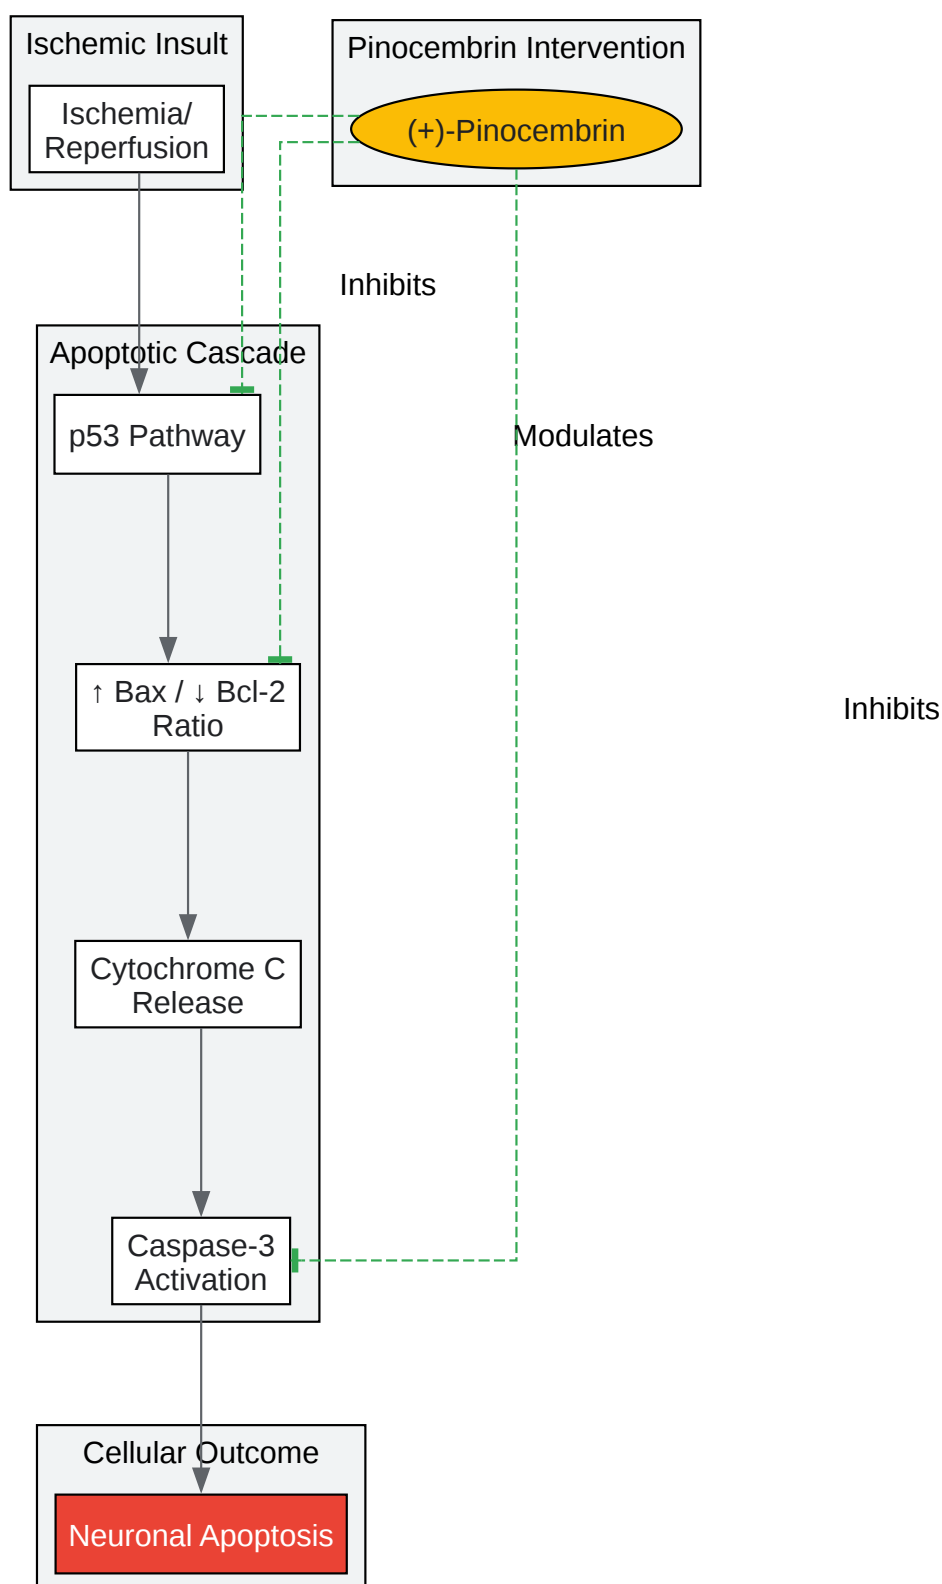 Ischemic Insult
Pinocembrin Intervention
Ischemia/
Reperfusion
(+)-Pinocembrin
Inhibits
Apoptotic Cascade
p53 Pathway
Modulates
↑ Bax / ↓ Bcl-2
Ratio
Inhibits
Cytochrome C
Release
Caspase-3
Activation
Cellular Outcome
Neuronal Apoptosis